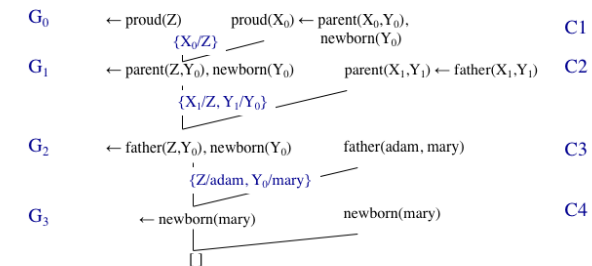 G₀ ← proud(Z) proud(X₀) ← parent(X₀,Y₀), C1
newborn(Y₀)
{X₀/Z}
G₁ ← parent(Z,Y₀), newborn(Y₀) parent(X₁,Y₁) ← father(X₁,Y₁) C2
{X₁/Z, Y₁/Y₀}
G₂ ← father(Z,Y₀), newborn(Y₀) father(adam, mary) C3
{Z/adam, Y₀/mary}
G₃ ← newborn(mary) newborn(mary) C4
[ ]